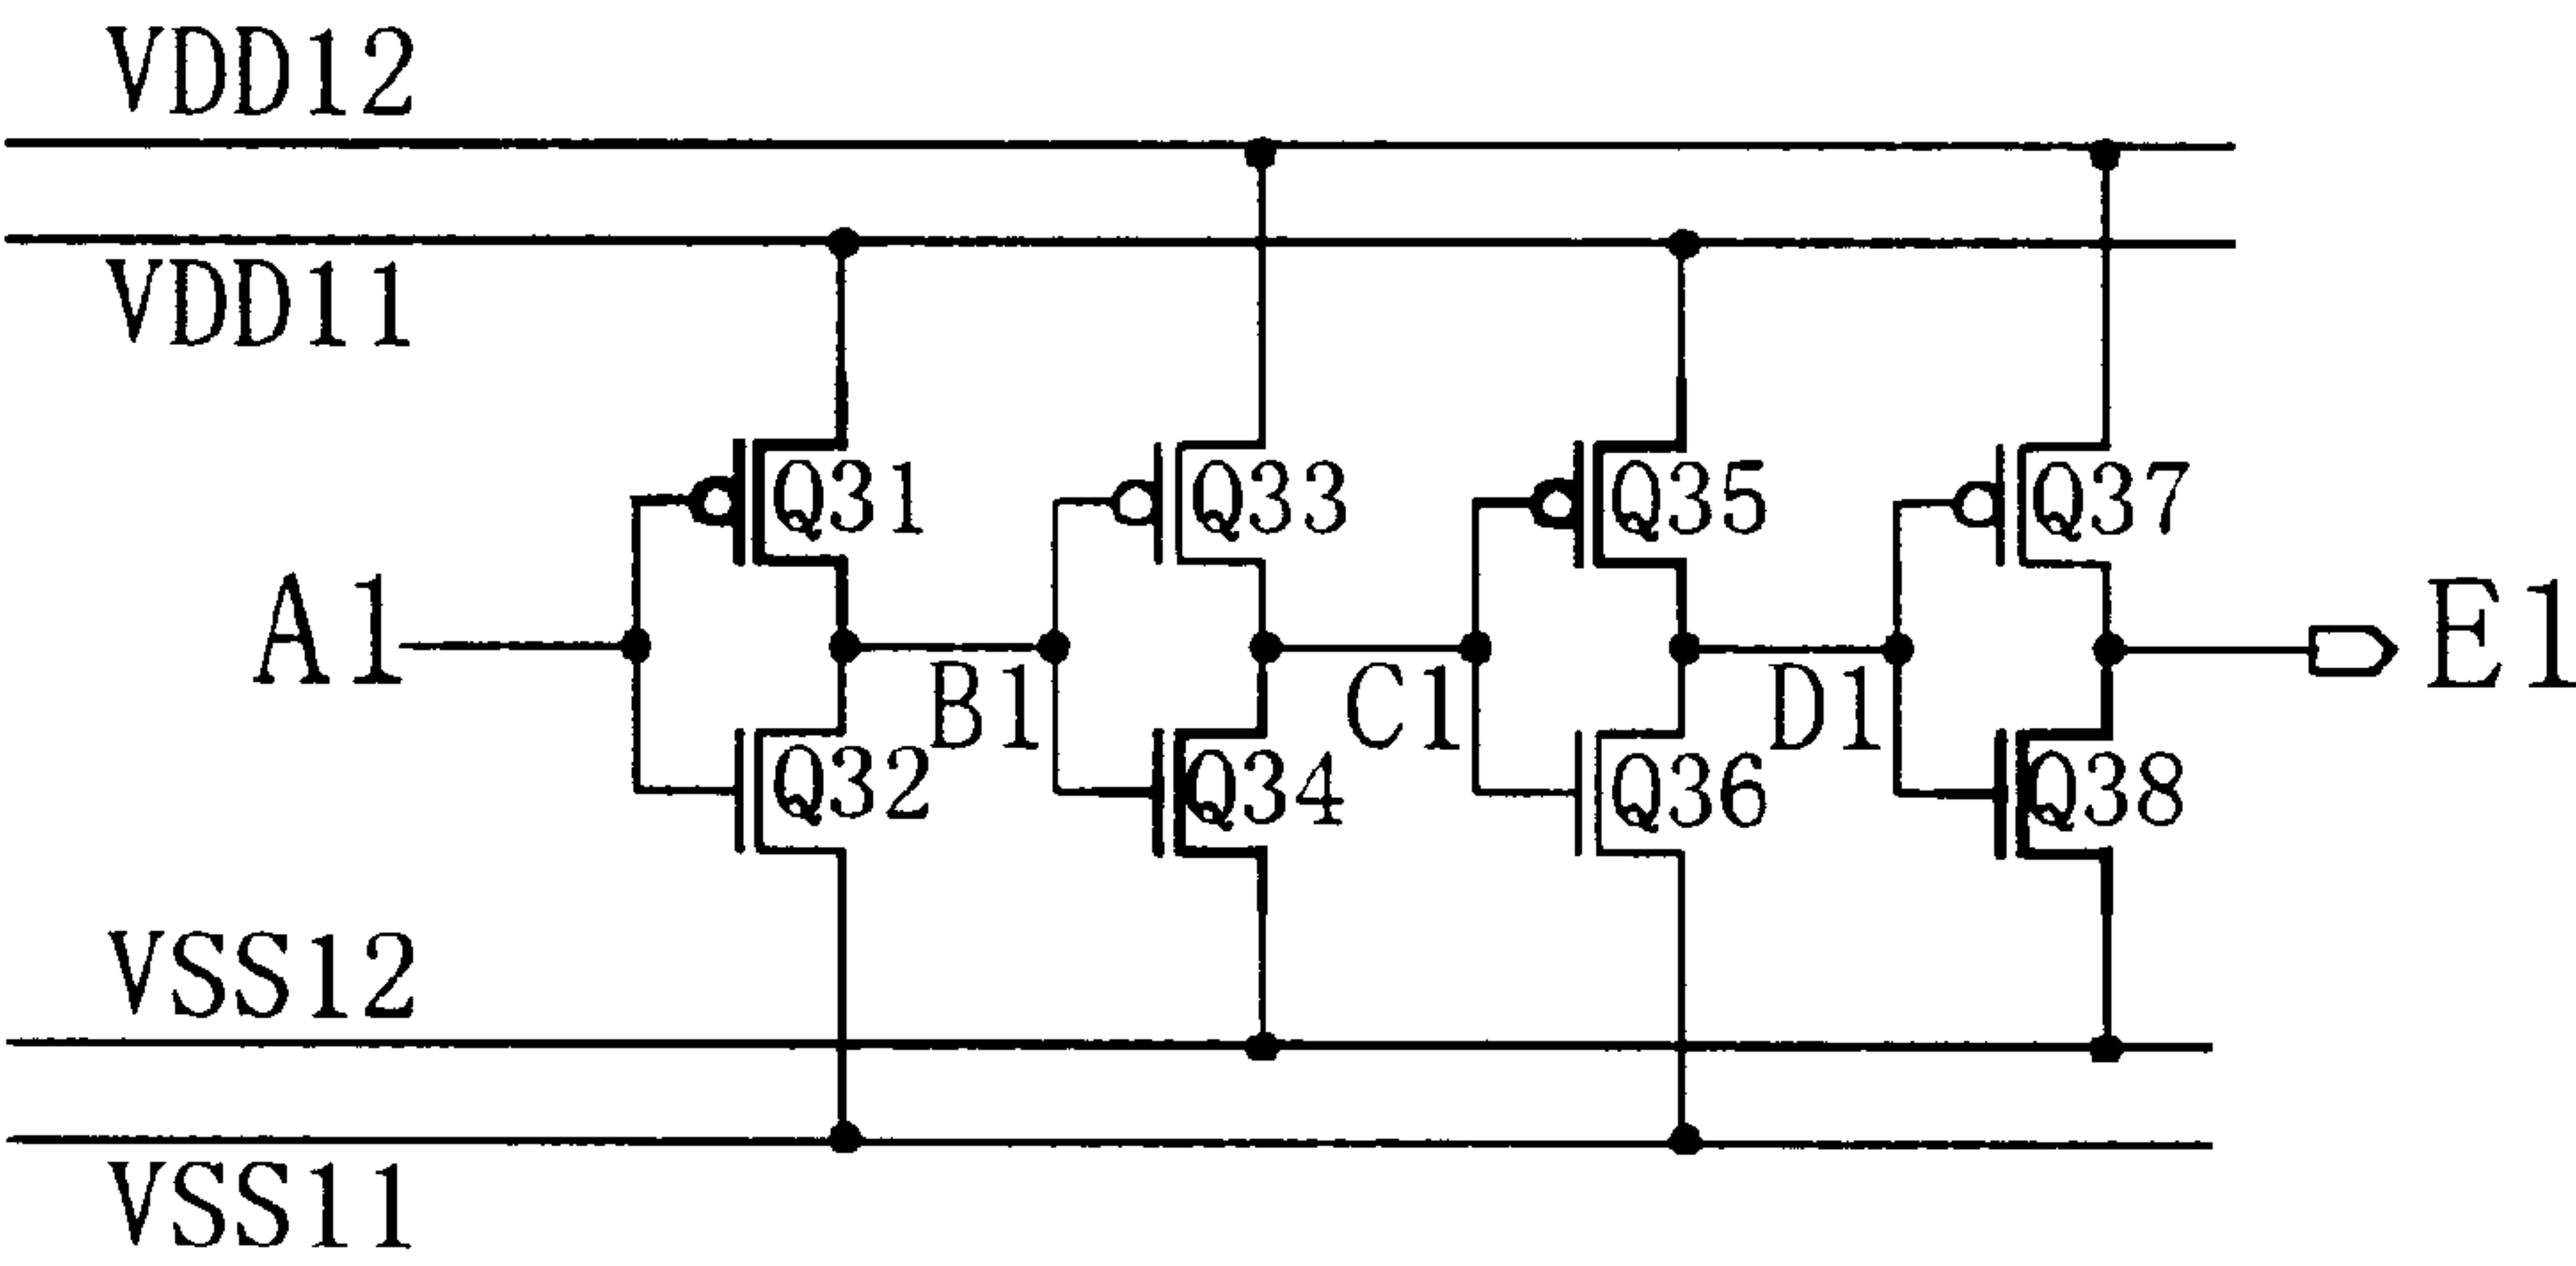 VDD12
VDD11
Q31 Q33 Q35 Q37
A1 E1
B1 C1 D1
Q32 Q34 Q36 Q38
VSS12
VSS11